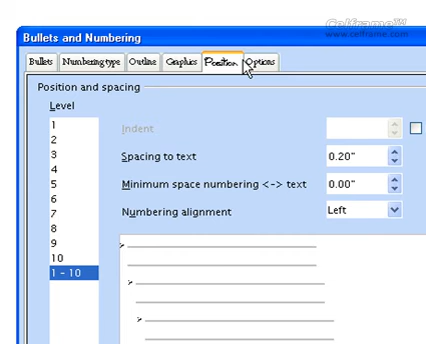 Celframe™
www.celframe.com
Bullets and Numbering
Bullets Numbering type Outline Graphics Position Options
Position and spacing
Level
1
2
3
4
5
6
7
8
9
10
1 - 10
Indent
Spacing to text 0.20"
Minimum space numbering <-> text 0.00"
Numbering alignment Left